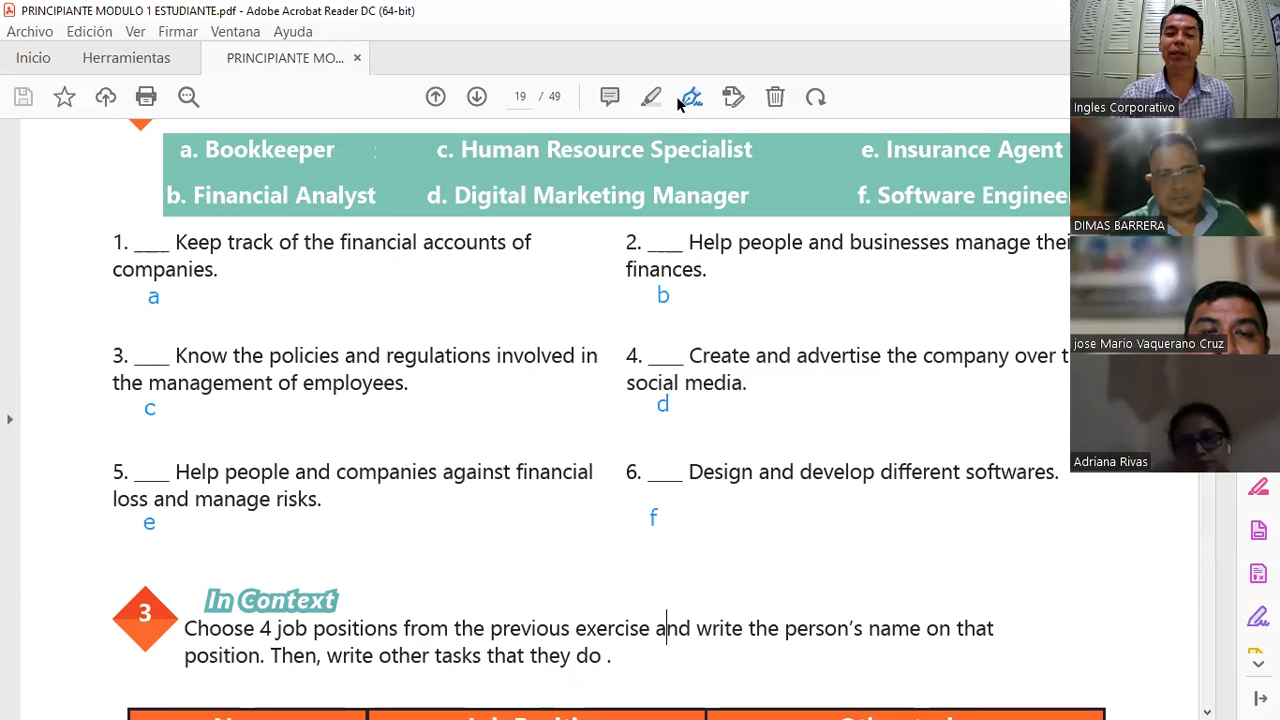 PRINCIPIANTE MODULO 1 ESTUDIANTE.pdf - Adobe Acrobat Reader DC (64-bit)
Archivo Edición Ver Firmar Ventana Ayuda
Inicio Herramientas PRINCIPIANTE MO... ×
19 / 49
a. Bookkeeper c. Human Resource Specialist e. Insurance Agent
b. Financial Analyst d. Digital Marketing Manager f. Software Enginee
1. ____ Keep track of the financial accounts of
companies.
a
2. ____ Help people and businesses manage thei
finances.
b
3. ____ Know the policies and regulations involved in
the management of employees.
c
4. ____ Create and advertise the company over t
social media.
d
5. ____ Help people and companies against financial
loss and manage risks.
e
6. ____ Design and develop different softwares.
f
3
In Context
Choose 4 job positions from the previous exercise and write the person's name on that
position. Then, write other tasks that they do .
Ingles Corporativo
DIMAS BARRERA
jose Mario Vaquerano Cruz
Adriana Rivas